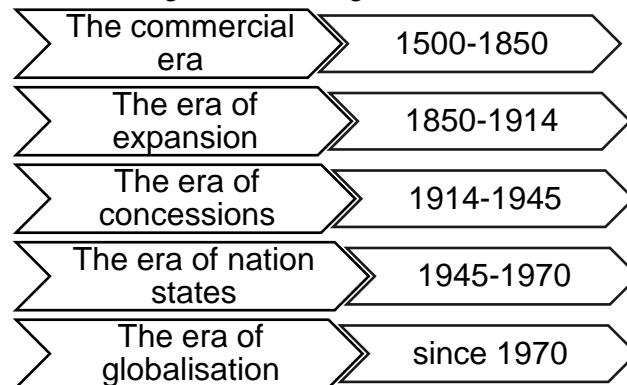 The commercial
era
1500-1850
The era of
expansion
1850-1914
The era of
concessions
1914-1945
The era of nation
states
1945-1970
The era of
globalisation
since 1970